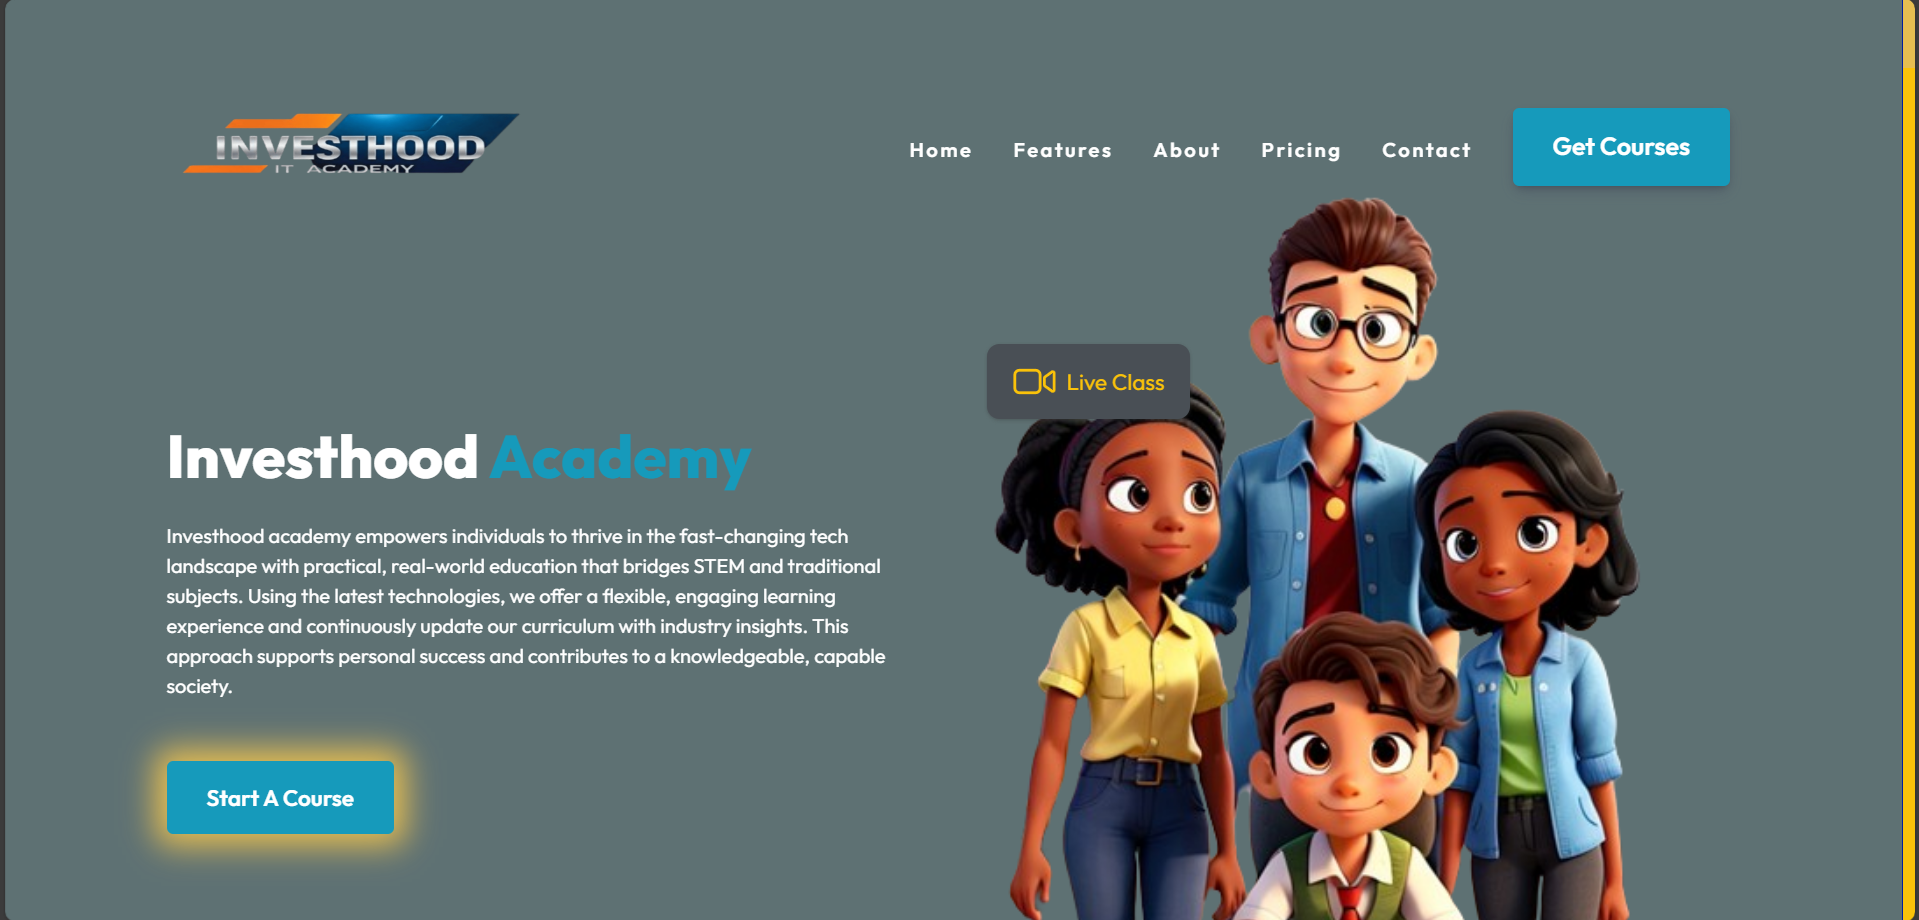 INVESTHOOD
IT ACADEMY
Home Features About Pricing Contact Get Courses
Live Class
Investhood Academy
Investhood academy empowers individuals to thrive in the fast-changing tech
landscape with practical, real-world education that bridges STEM and traditional
subjects. Using the latest technologies, we offer a flexible, engaging learning
experience and continuously update our curriculum with industry insights. This
approach supports personal success and contributes to a knowledgeable, capable
society.
Start A Course